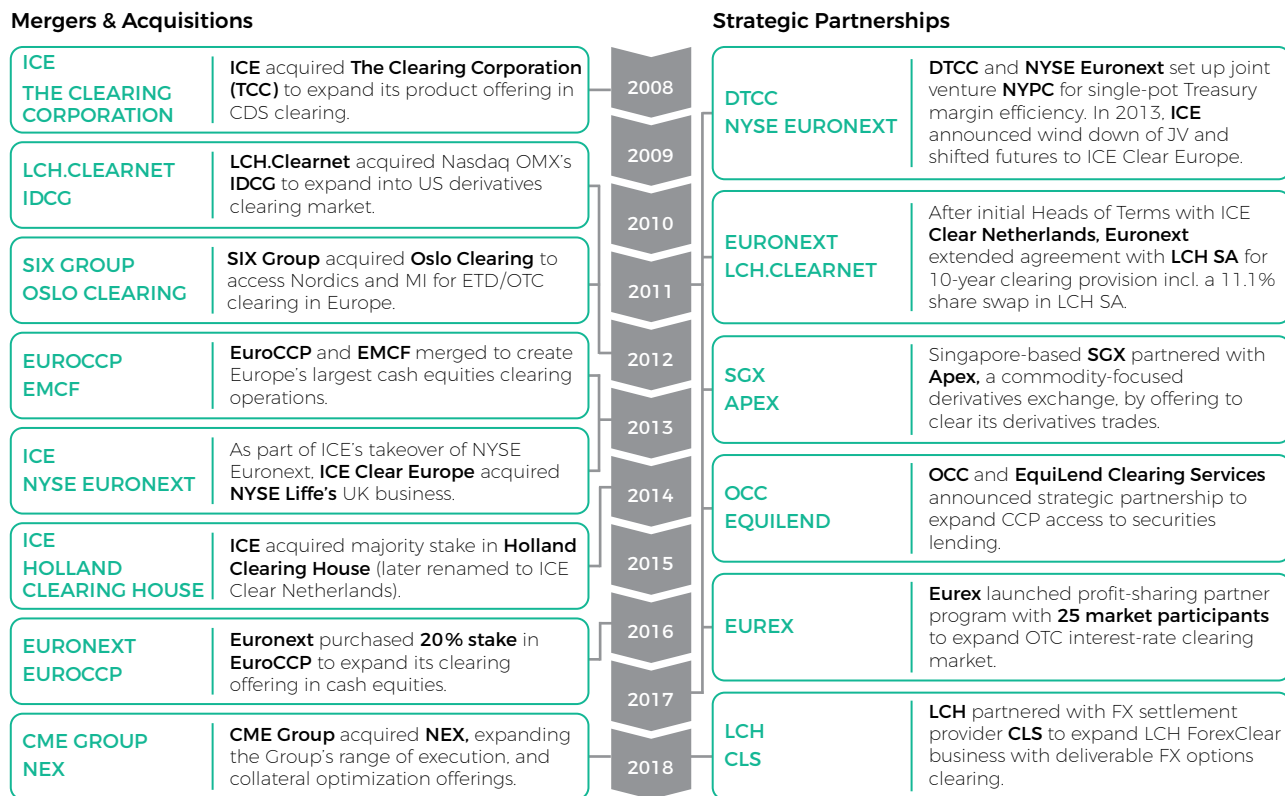 Mergers & Acquisitions
ICE
THE CLEARING
CORPORATION
ICE acquired The Clearing Corporation
(TCC) to expand its product offering in
CDS clearing.
LCH.CLEARNET
IDCG
LCH.Clearnet acquired Nasdaq OMX's
IDCG to expand into US derivatives
clearing market.
SIX GROUP
OSLO CLEARING
SIX Group acquired Oslo Clearing to
access Nordics and MI for ETD/OTC
clearing in Europe.
EUROCCP
EMCF
EuroCCP and EMCF merged to create
Europe's largest cash equities clearing
operations.
ICE
NYSE EURONEXT
As part of ICE's takeover of NYSE
Euronext, ICE Clear Europe acquired
NYSE Liffe's UK business.
ICE
HOLLAND
CLEARING HOUSE
ICE acquired majority stake in Holland
Clearing House (later renamed to ICE
Clear Netherlands).
EURONEXT
EUROCCP
Euronext purchased 20% stake in
EuroCCP to expand its clearing
offering in cash equities.
CME GROUP
NEX
CME Group acquired NEX, expanding
the Group's range of execution, and
collateral optimization offerings.
2008
2009
2010
2011
2012
2013
2014
2015
2016
2017
2018
Strategic Partnerships
DTCC
NYSE EURONEXT
DTCC and NYSE Euronext set up joint
venture NYPC for single-pot Treasury
margin efficiency. In 2013, ICE
announced wind down of JV and
shifted futures to ICE Clear Europe.
EURONEXT
LCH.CLEARNET
After initial Heads of Terms with ICE
Clear Netherlands, Euronext
extended agreement with LCH SA for
10-year clearing provision incl. a 11.1%
share swap in LCH SA.
SGX
APEX
Singapore-based SGX partnered with
Apex, a commodity-focused
derivatives exchange, by offering to
clear its derivatives trades.
OCC
EQUILEND
OCC and EquiLend Clearing Services
announced strategic partnership to
expand CCP access to securities
lending.
EUREX
Eurex launched profit-sharing partner
program with 25 market participants
to expand OTC interest-rate clearing
market.
LCH
CLS
LCH partnered with FX settlement
provider CLS to expand LCH ForexClear
business with deliverable FX options
clearing.